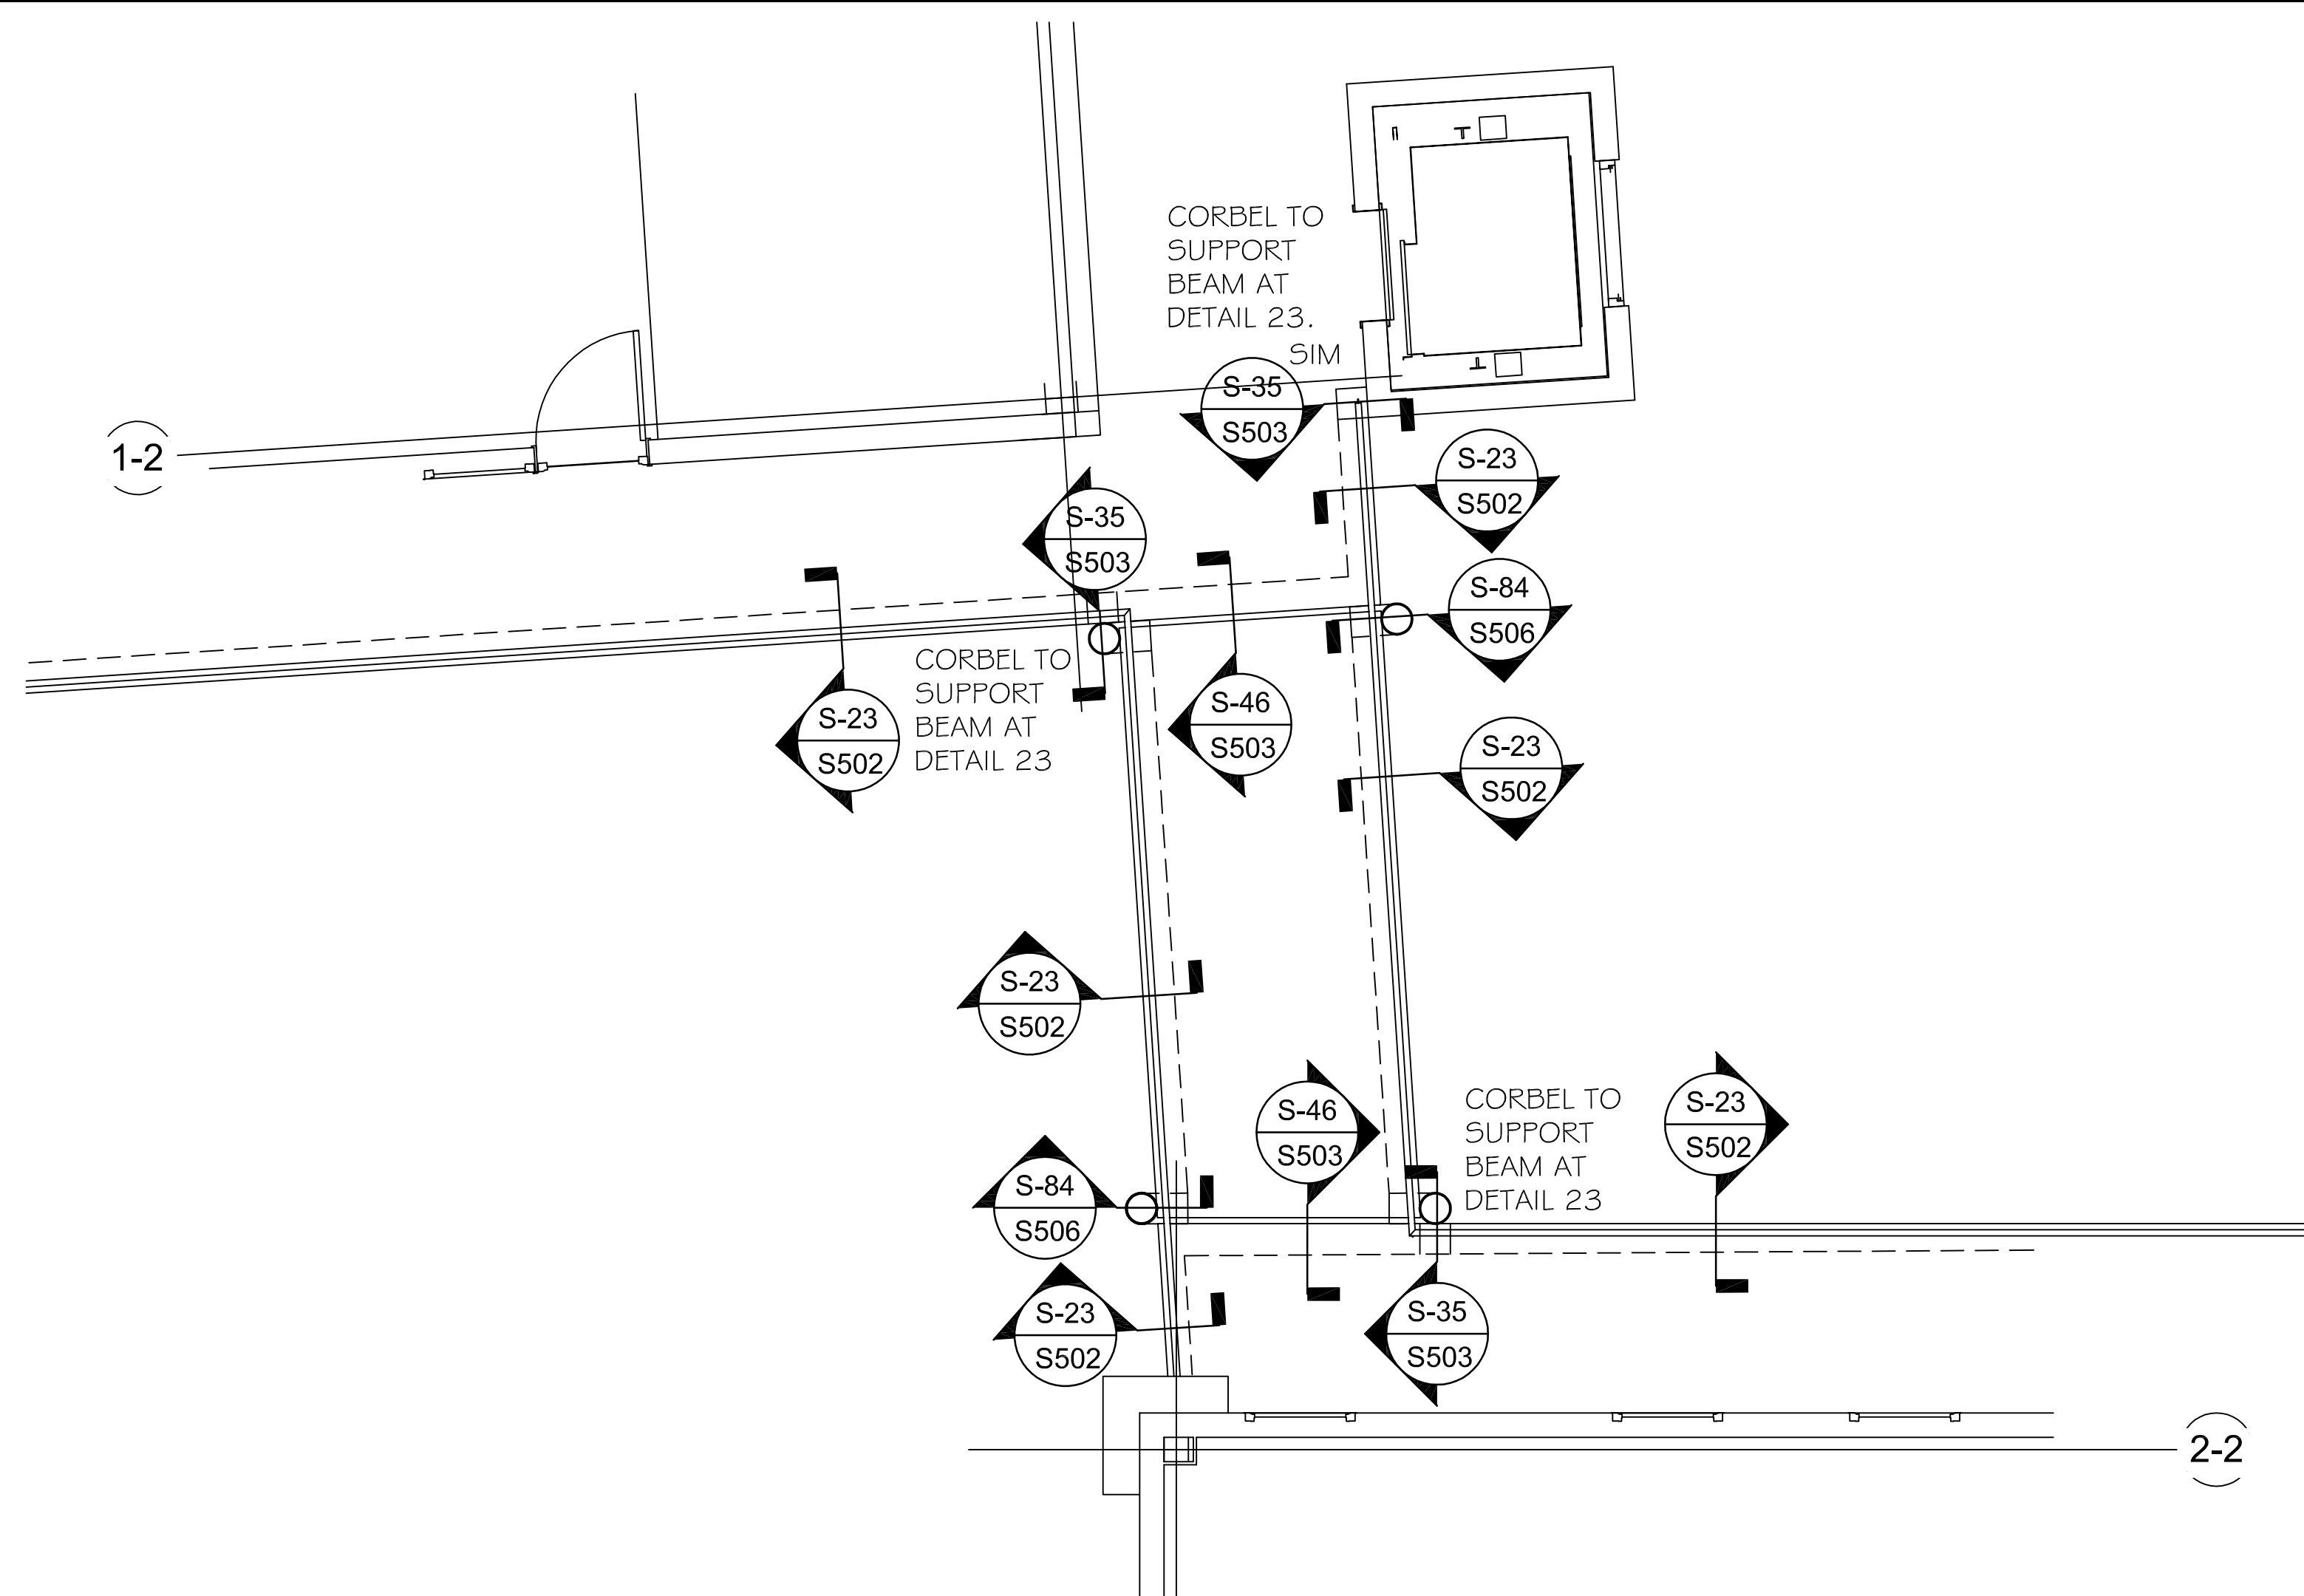 CORBEL TO
SUPPORT
BEAM AT
DETAIL 23.
SIM
S-35
S503
1-2
S-23
S502
S-35
S503
S-84
S506
CORBEL TO
SUPPORT
BEAM AT
DETAIL 23
S-23
S502
S-46
S503
S-23
S502
S-23
S502
S-46
S503
CORBEL TO
SUPPORT
BEAM AT
DETAIL 23
S-23
S502
S-84
S506
S-23
S502
S-35
S503
2-2